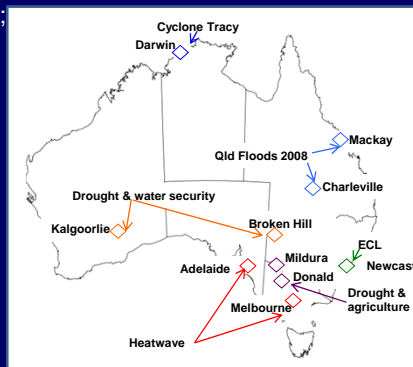 ;
Cyclone Tracy
Darwin
Mackay
Qld Floods 2008
Charleville
Drought & water security
Kalgoorlie
Broken Hill
ECL
Mildura
Adelaide
Newcas
Donald
Drought &
agriculture
Melbourne
Heatwave